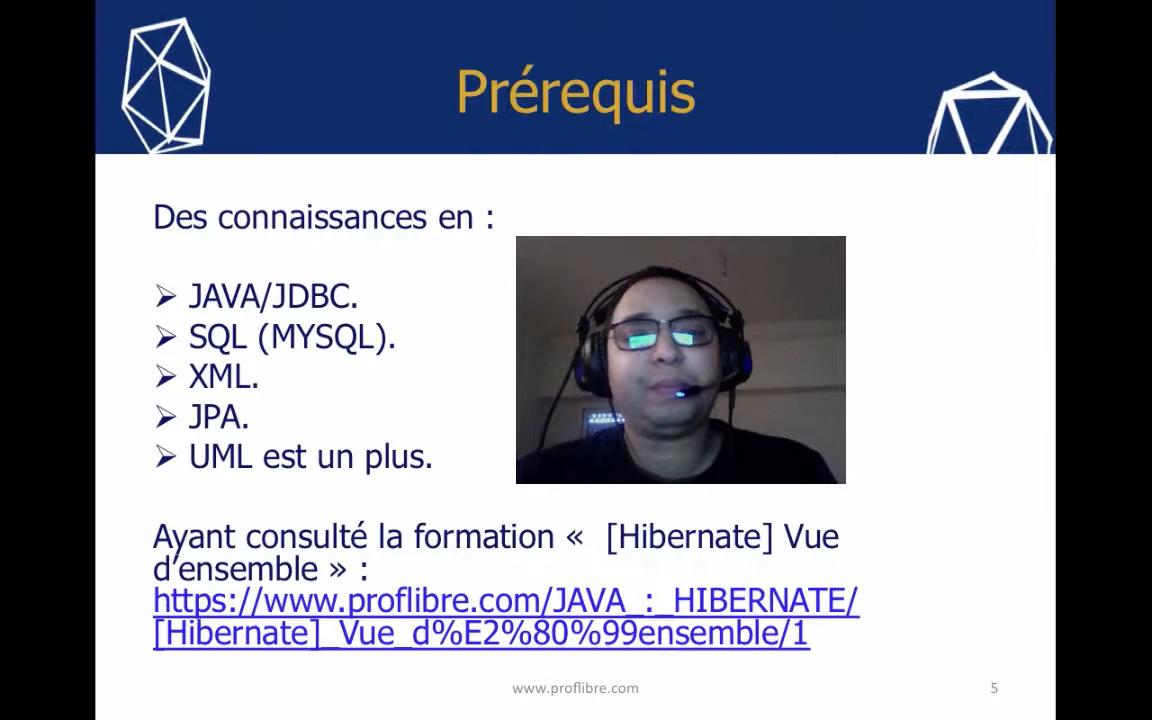 Prérequis
Des connaissances en :
➢ JAVA/JDBC.
➢ SQL (MYSQL).
➢ XML.
➢ JPA.
➢ UML est un plus.
Ayant consulté la formation «  [Hibernate] Vue
d’ensemble » :
https://www.proflibre.com/JAVA_:_HIBERNATE/
[Hibernate]_Vue_d%E2%80%99ensemble/1
www.proflibre.com
5